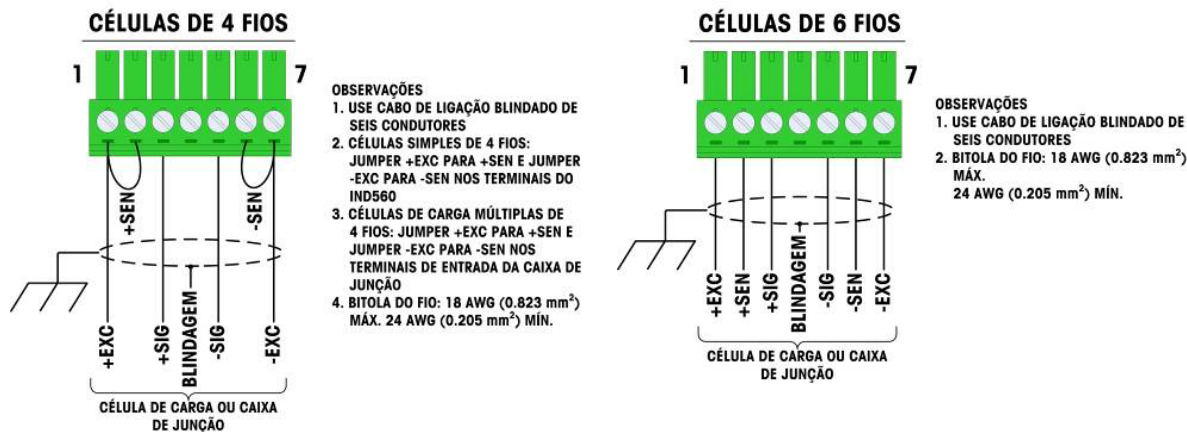 CÉLULAS DE 4 FIOS
1
7
+SEN
-SEN
+EXC
+SIG
BLINDAGEM
-SIG
-EXC
CÉLULA DE CARGA OU CAIXA
DE JUNÇÃO
OBSERVAÇÕES
1. USE CABO DE LIGAÇÃO BLINDADO DE
SEIS CONDUTORES
2. CÉLULAS SIMPLES DE 4 FIOS:
JUMPER +EXC PARA +SEN E JUMPER
-EXC PARA -SEN NOS TERMINAIS DO
IND560
3. CÉLULAS DE CARGA MÚLTIPLAS DE
4 FIOS: JUMPER +EXC PARA +SEN E
JUMPER -EXC PARA -SEN NOS
TERMINAIS DE ENTRADA DA CAIXA DE
JUNÇÃO
4. BITOLA DO FIO: 18 AWG (0.823 mm²)
MÁX. 24 AWG (0.205 mm²) MÍN.
CÉLULAS DE 6 FIOS
1
7
+EXC
+SEN
+SIG
BLINDAGEM
-SIG
-SEN
-EXC
CÉLULA DE CARGA OU CAIXA
DE JUNÇÃO
OBSERVAÇÕES
1. USE CABO DE LIGAÇÃO BLINDADO DE
SEIS CONDUTORES
2. BITOLA DO FIO: 18 AWG (0.823 mm²)
MÁX.
24 AWG (0.205 mm²) MÍN.